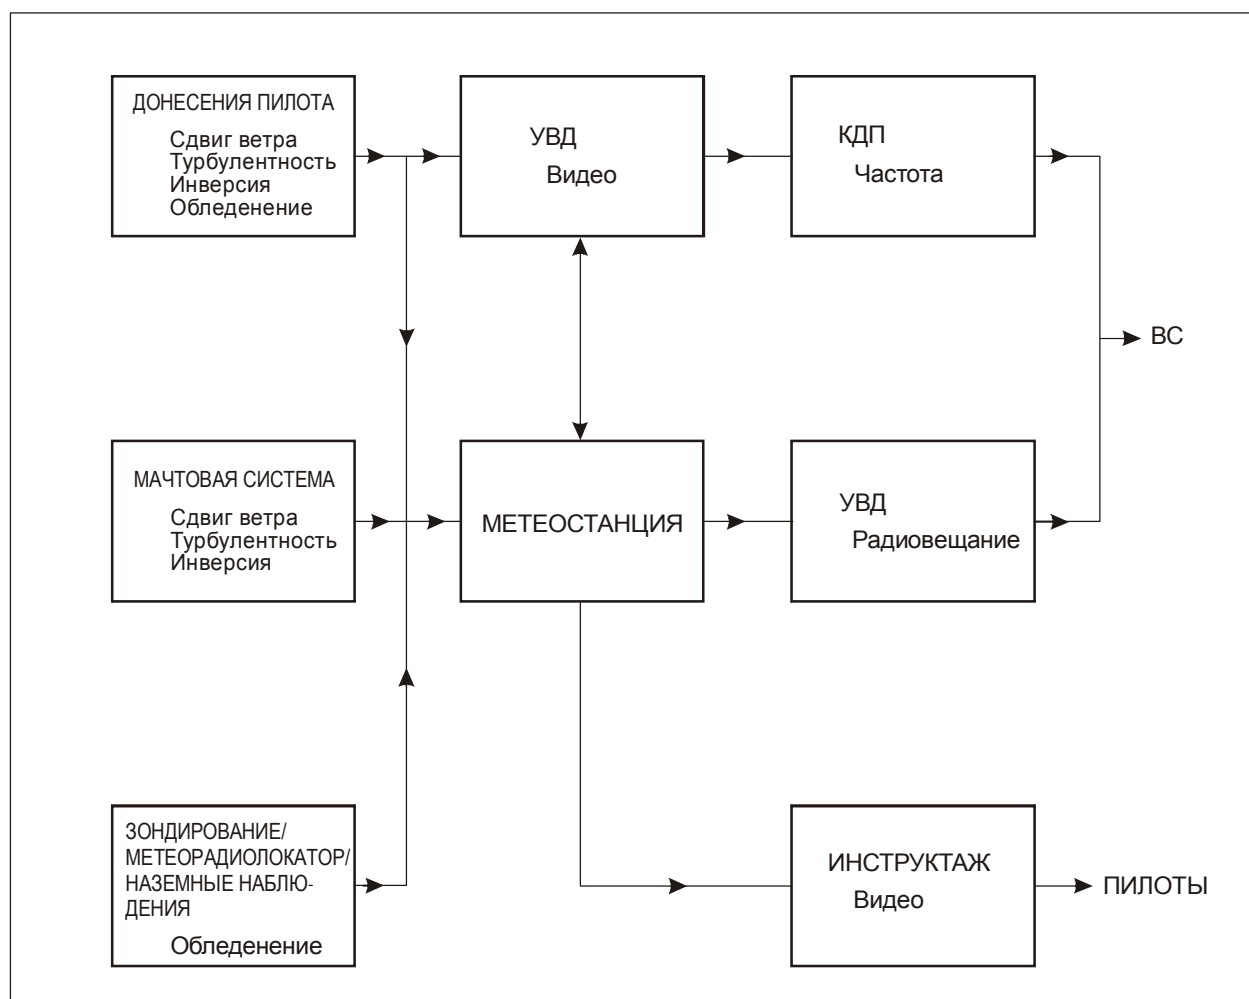 ДОНЕСЕНИЯ ПИЛОТА
Сдвиг ветра
Турбулентность
Инверсия
Обледенение
УВД
Видео
КДП
Частота
ВС
МАЧТОВАЯ СИСТЕМА
Сдвиг ветра
Турбулентность
Инверсия
МЕТЕОСТАНЦИЯ
УВД
Радиовещание
ЗОНДИРОВАНИЕ/
МЕТЕОРАДИОЛОКАТОР/
НАЗЕМНЫЕ НАБЛЮ-
ДЕНИЯ
Обледенение
ИНСТРУКТАЖ
Видео
ПИЛОТЫ